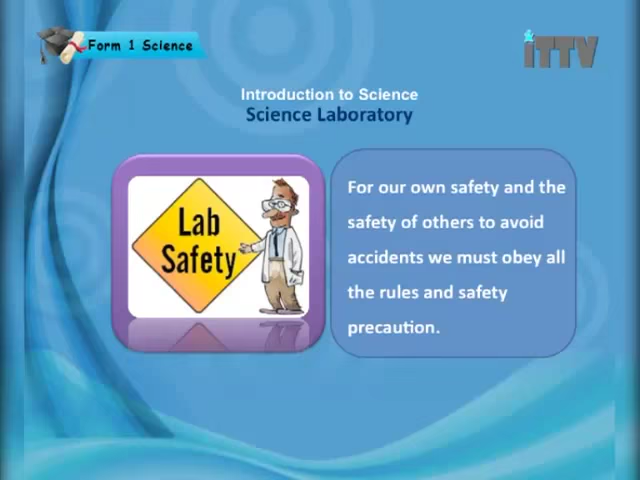 Form 1 Science
iTTV
Introduction to Science
Science Laboratory
Lab
Safety
For our own safety and the
safety of others to avoid
accidents we must obey all
the rules and safety
precaution.